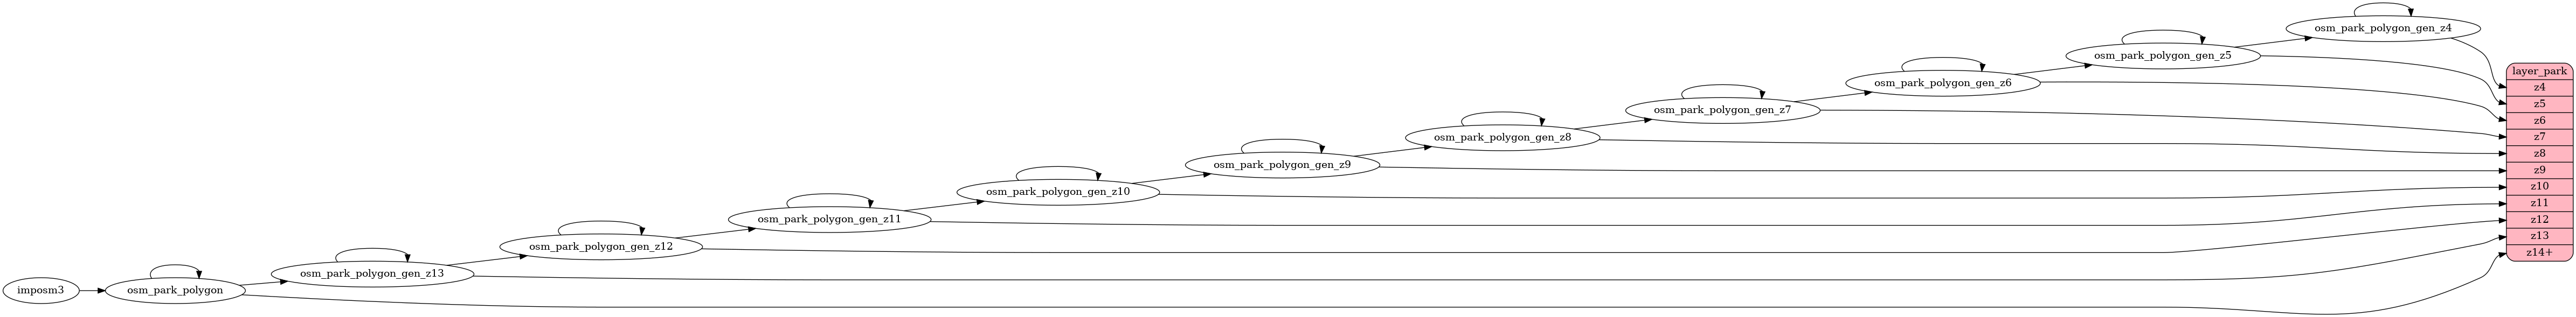 osm_park_polygon_gen_z4
osm_park_polygon_gen_z5
layer_park
z4
osm_park_polygon_gen_z6
z5
osm_park_polygon_gen_z7
z6
z7
osm_park_polygon_gen_z8
z8
osm_park_polygon_gen_z9
z9
osm_park_polygon_gen_z10
z10
z11
osm_park_polygon_gen_z11
z12
z13
osm_park_polygon_gen_z12
z14+
osm_park_polygon_gen_z13
imposm3
osm_park_polygon